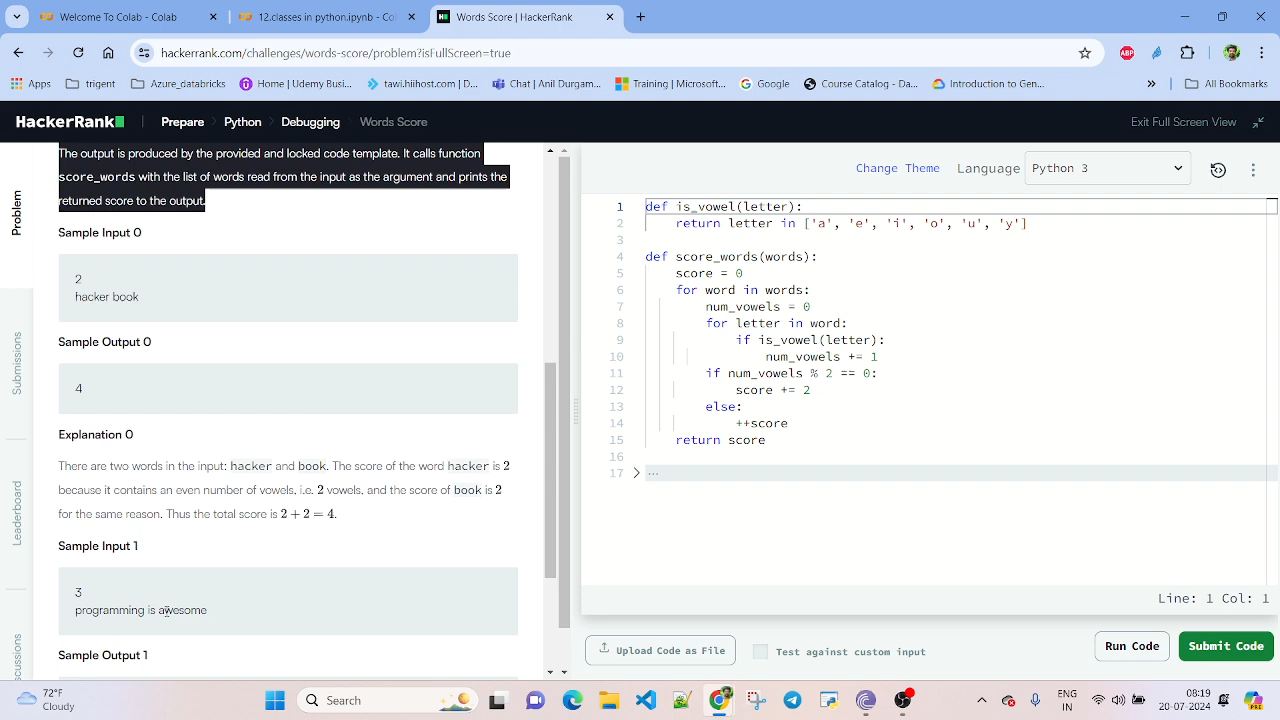 Welcome To Colab - Colab
12.classes in python.ipynb - Col
Words Score | HackerRank
hackerrank.com/challenges/words-score/problem?isFullScreen=true
ABP
Apps
trigent
Azure_databricks
Home | Udemy Busi...
tawi.hihost.com | D...
Chat | Anil Durgam...
Training | Microsoft...
Google
Course Catalog - Da...
Introduction to Gen...
»
All Bookmarks
HackerRank
Prepare > Python > Debugging > Words Score
Exit Full Screen View
Problem
Submissions
Leaderboard
The output is produced by the provided and locked code template. It calls function
score_words with the list of words read from the input as the argument and prints the
returned score to the output.
Sample Input 0
2
hacker book
Sample Output 0
4
Explanation 0
There are two words in the input: hacker and book. The score of the word hacker is 2
because it contains an even number of vowels, i.e. 2 vowels, and the score of book is 2
for the same reason. Thus the total score is 2 + 2 = 4.
Sample Input 1
3
programming is awesome
Sample Output 1
Change Theme
Language
Python 3
1 def is_vowel(letter):
2 return letter in ['a', 'e', 'i', 'o', 'u', 'y']
3
4 def score_words(words):
5 score = 0
6 for word in words:
7 num_vowels = 0
8 for letter in word:
9 if is_vowel(letter):
10 num_vowels += 1
11 if num_vowels % 2 == 0:
12 score += 2
13 else:
14 ++score
15 return score
16
17 > ...
Line: 1 Col: 1
Upload Code as File
Test against custom input
Run Code
Submit Code
72°F
Cloudy
Search
ENG
IN
08:19
20-07-2024